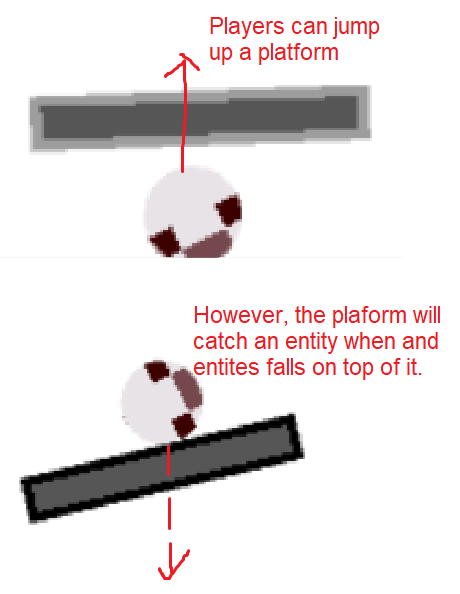 Players can jump
up a platform
However, the plaform will
catch an entity when and
entites falls on top of it.